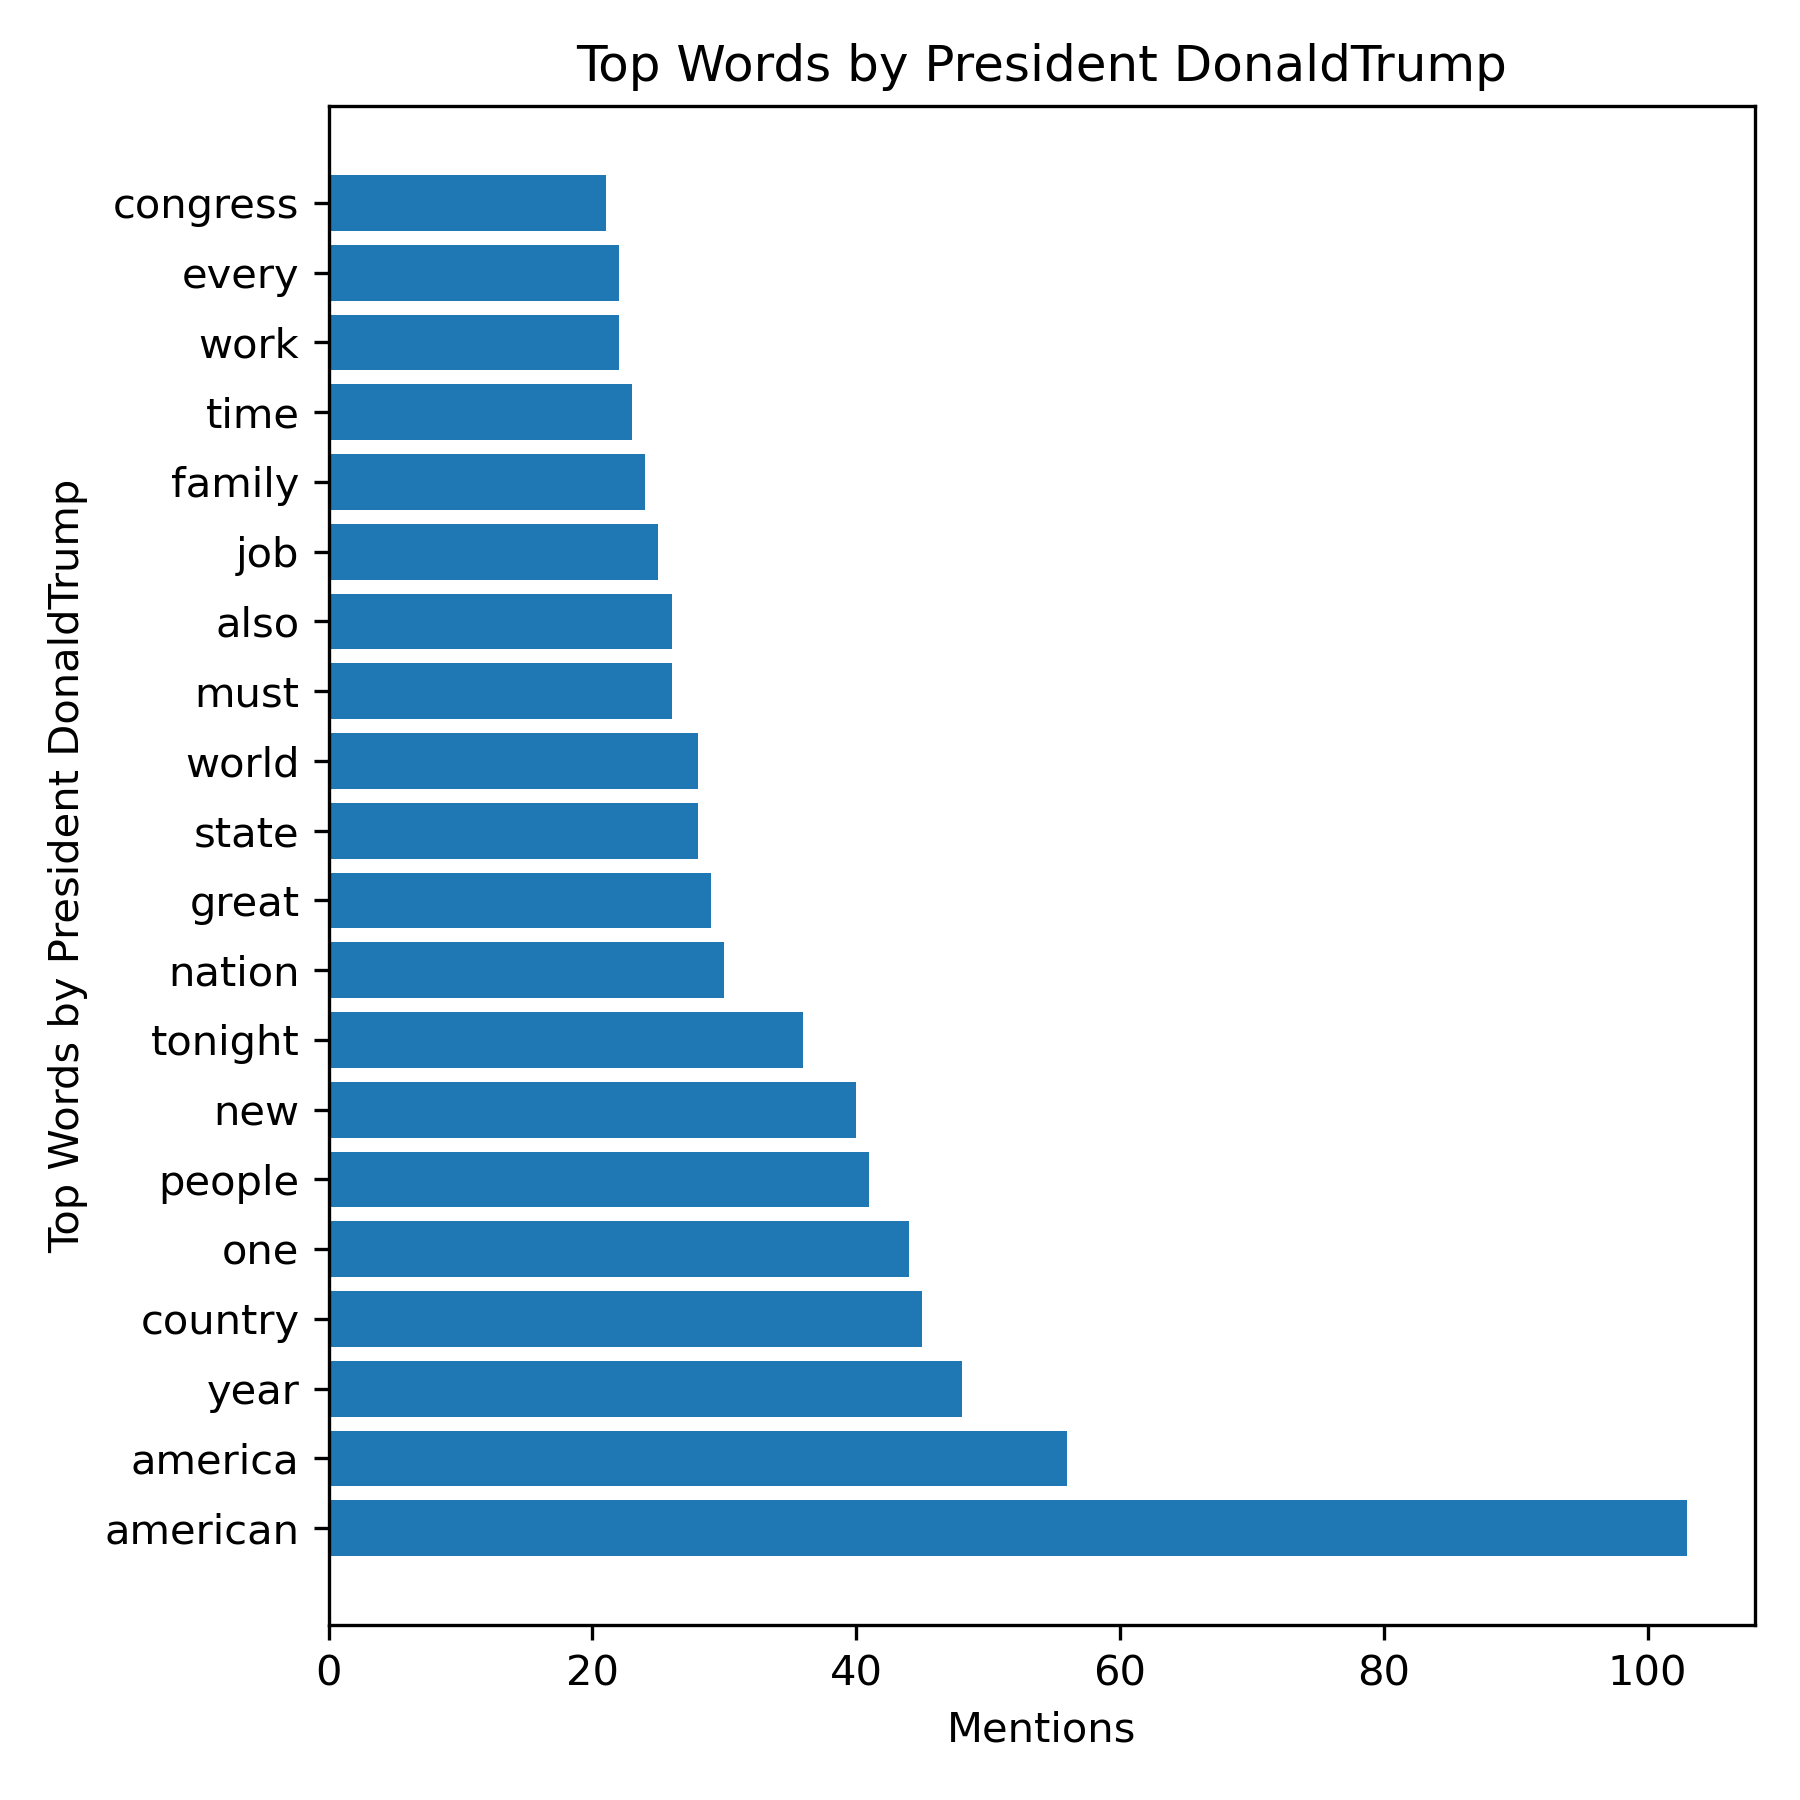 Top Words by President DonaldTrump
congress
every
work
time
family
job
also
must
world
state
great
nation
tonight
new
people
one
country
year
america
american
Top Words by President DonaldTrump
0 20 40 60 80 100
Mentions